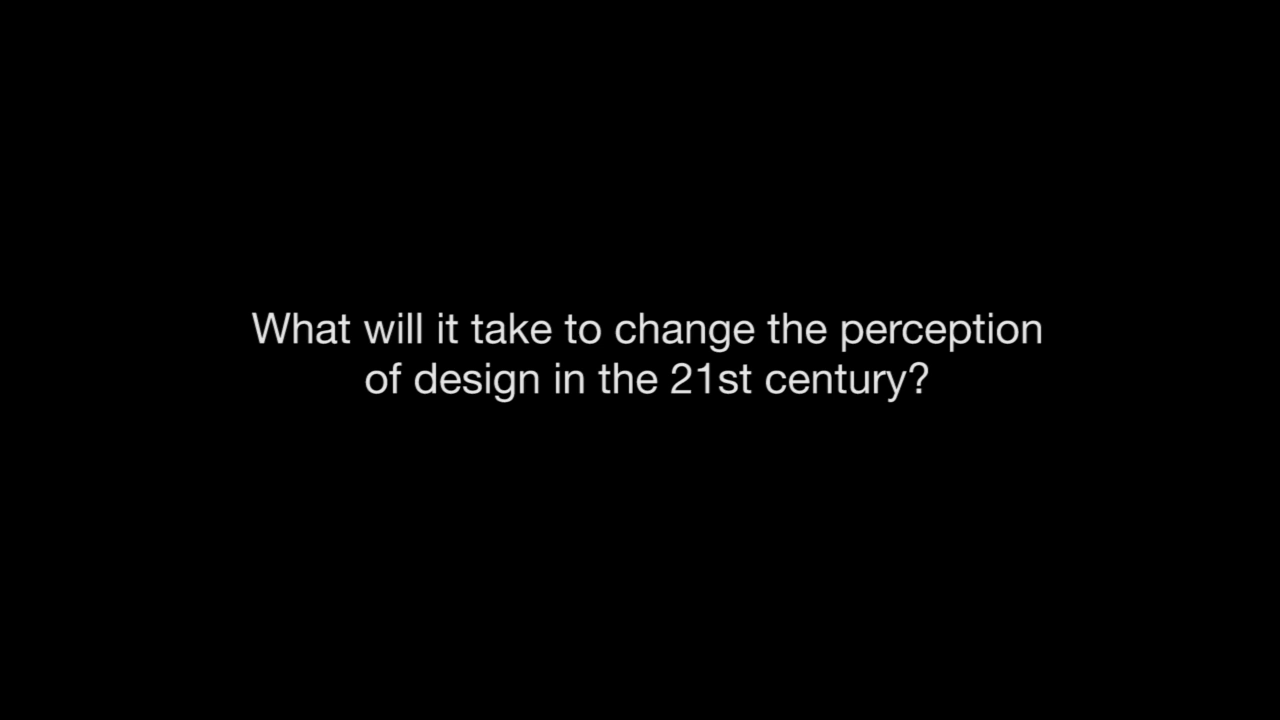 What will it take to change the perception
of design in the 21st century?